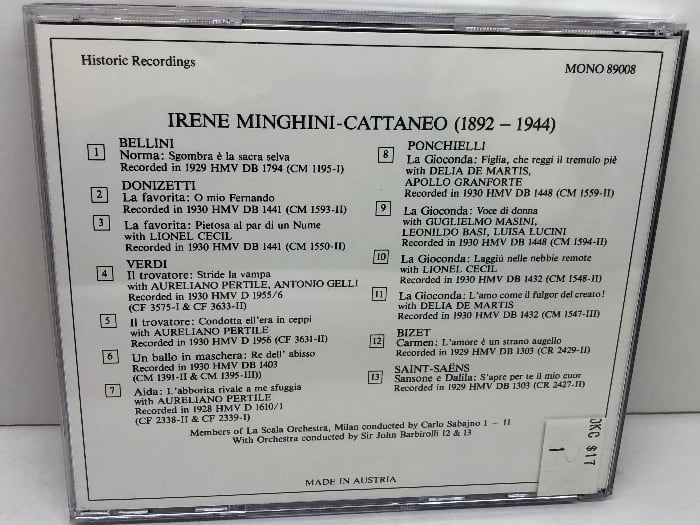 Historic Recordings
MONO 89008
IRENE MINGHINI-CATTANEO (1892 – 1944)
BELLINI
1 Norma: Sgombra è la sacra selva
Recorded in 1929 HMV DB 1794 (CM 1195-I)
DONIZETTI
2 La favorita: O mio Fernando
Recorded in 1930 HMV DB 1441 (CM 1593-II)
3 La favorita: Pietosa al par di un Nume
with LIONEL CECIL
Recorded in 1930 HMV DB 1441 (CM 1550-II)
VERDI
4 Il trovatore: Stride la vampa
with AURELIANO PERTILE, ANTONIO GELLI
Recorded in 1930 HMV D 1955/6
(CF 3575-I & CF 3633-II)
5 Il trovatore: Condotta ell'era in ceppi
with AURELIANO PERTILE
Recorded in 1930 HMV D 1956 (CF 3631-II)
6 Un ballo in maschera: Re dell' abisso
Recorded in 1930 HMV DB 1403
(CM 1391-II & CM 1395-III)
7 Aida: L'abborita rivale a me sfuggia
with AURELIANO PERTILE
Recorded in 1928 HMV D 1610/1
(CF 2338-II & CF 2339-I)
PONCHIELLI
8 La Gioconda: Figlia, che reggi il tremulo piè
with DELIA DE MARTIS,
APOLLO GRANFORTE
Recorded in 1930 HMV DB 1448 (CM 1559-II)
9 La Gioconda: Voce di donna
with GUGLIELMO MASINI,
LEONILDO BASI, LUISA LUCINI
Recorded in 1930 HMV DB 1448 (CM 1594-II)
10 La Gioconda: Laggiù nelle nebbie remote
with LIONEL CECIL
Recorded in 1930 HMV DB 1432 (CM 1548-II)
11 La Gioconda: L'amo come il fulgor del creato!
with DELIA DE MARTIS
Recorded in 1930 HMV DB 1432 (CM 1547-III)
BIZET
12 Carmen: L'amore è un strano augello
Recorded in 1929 HMV DB 1303 (CR 2429-II)
SAINT-SAËNS
13 Sansone e Dalila: S'apre per te il mio cuor
Recorded in 1929 HMV DB 1303 (CR 2427-II)
Members of La Scala Orchestra, Milan conducted by Carlo Sabajno 1 – 11
With Orchestra conducted by Sir John Barbirolli 12 & 13
MADE IN AUSTRIA
OKC $17
1